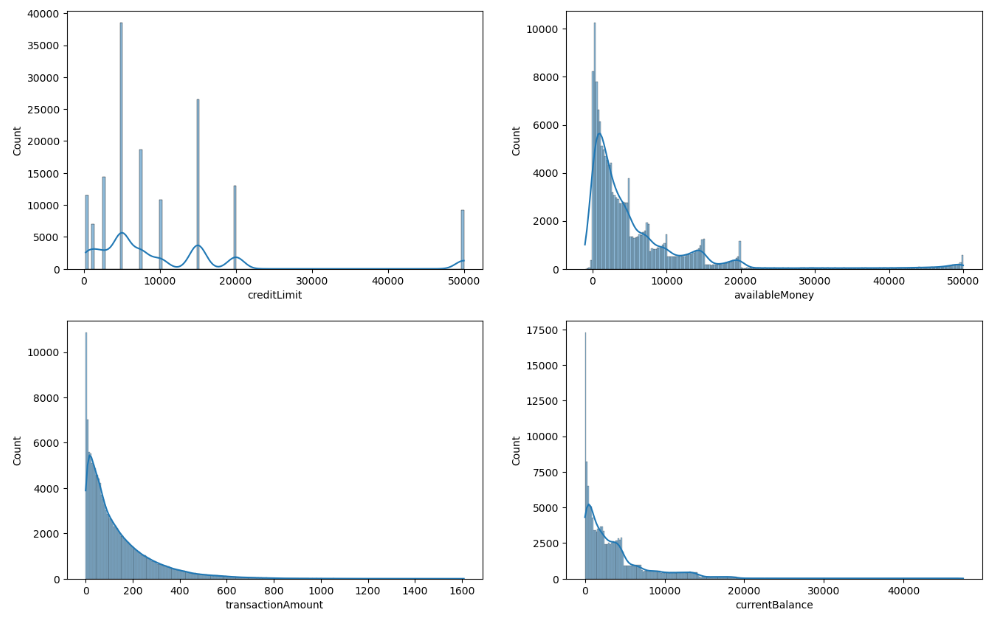 40000
35000
30000
25000
20000
15000
10000
5000
0
Count
0 10000 20000 30000 40000 50000
creditLimit
10000
8000
6000
4000
2000
0
Count
0 10000 20000 30000 40000 50000
availableMoney
10000
8000
6000
4000
2000
0
Count
0 200 400 600 800 1000 1200 1400 1600
transactionAmount
17500
15000
12500
10000
7500
5000
2500
0
Count
0 10000 20000 30000 40000
currentBalance